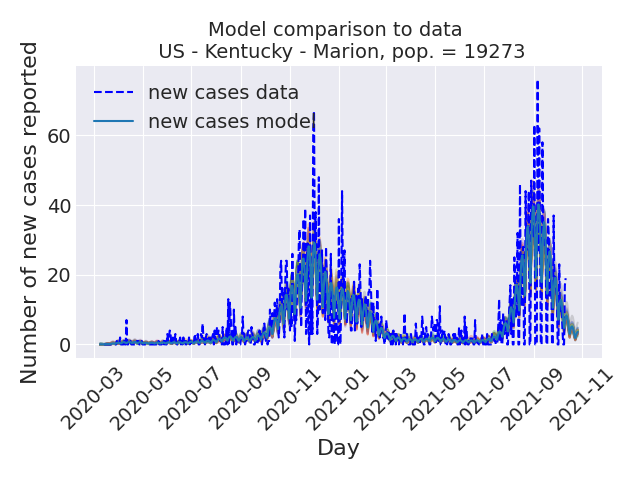 Model comparison to data
US - Kentucky - Marion, pop. = 19273
Number of new cases reported
new cases data
new cases model
60
40
20
0
2020-03
2020-05
2020-07
2020-09
2020-11
2021-01
2021-03
2021-05
2021-07
2021-09
2021-11
Day